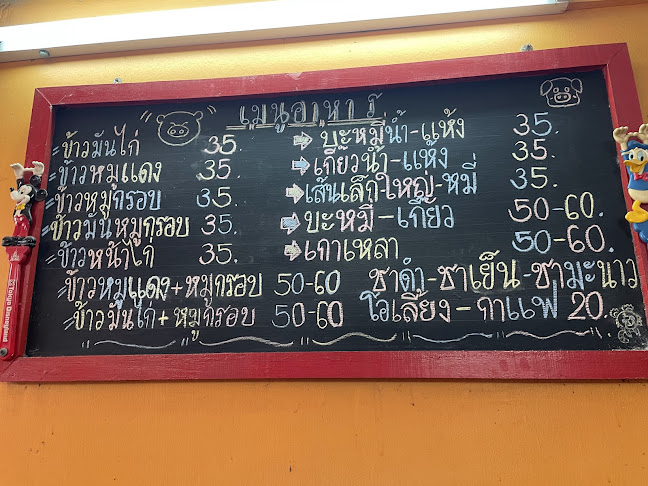 เมนูอาหาร
ข้าวมันไก่ 35.
ข้าวหมูแดง 35.
ข้าวหมูกรอบ 35.
ข้าวมันหมูกรอบ 35.
ข้าวหน้าไก่ 35.
ข้าวหมูแดง+หมูกรอบ 50-60
ข้าวมันไก่+หมูกรอบ 50-60
บะหมี่น้ำ-แห้ง 35.
เกี๊ยวน้ำ-แห้ง 35.
เส้นเล็กใหญ่-หมี่ 35.
บะหมี่-เกี๊ยว 50-60.
เกาเหลา 50-60.
ชาดำ-ชาเย็น-ชามะนาว
โอเลี้ยง-กาแฟ 20.